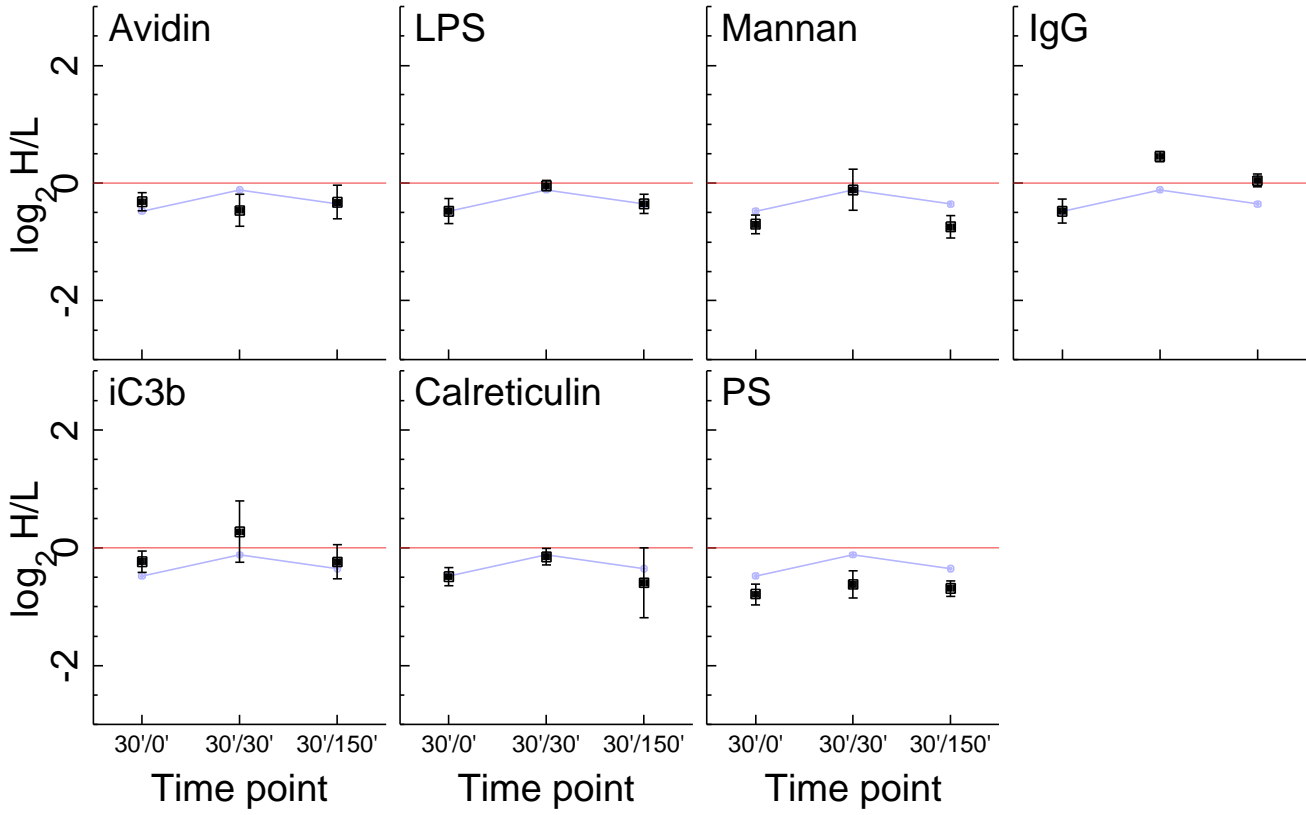 Avidin LPS Mannan IgG
log2 H/L
2
0
-2
iC3b Calreticulin PS
log2 H/L
2
0
-2
30'/0' 30'/30' 30'/150' 30'/0' 30'/30' 30'/150' 30'/0' 30'/30' 30'/150'
Time point Time point Time point